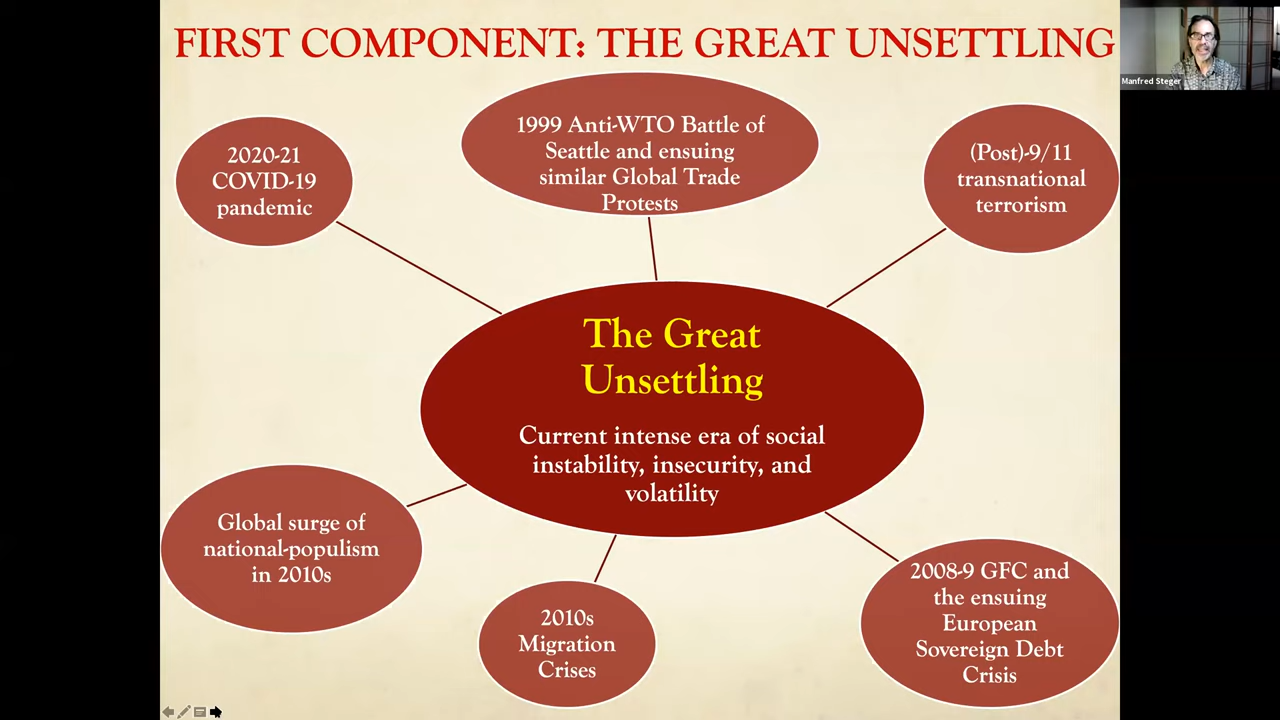 FIRST COMPONENT: THE GREAT UNSETTLING
Manfred Steger
1999 Anti-WTO Battle of
Seattle and ensuing
similar Global Trade
Protests
(Post)-9/11
transnational
terrorism
2020-21
COVID-19
pandemic
The Great
Unsettling
Current intense era of social
instability, insecurity, and
volatility
Global surge of
national-populism
in 2010s
2010s
Migration
Crises
2008-9 GFC and
the ensuing
European
Sovereign Debt
Crisis